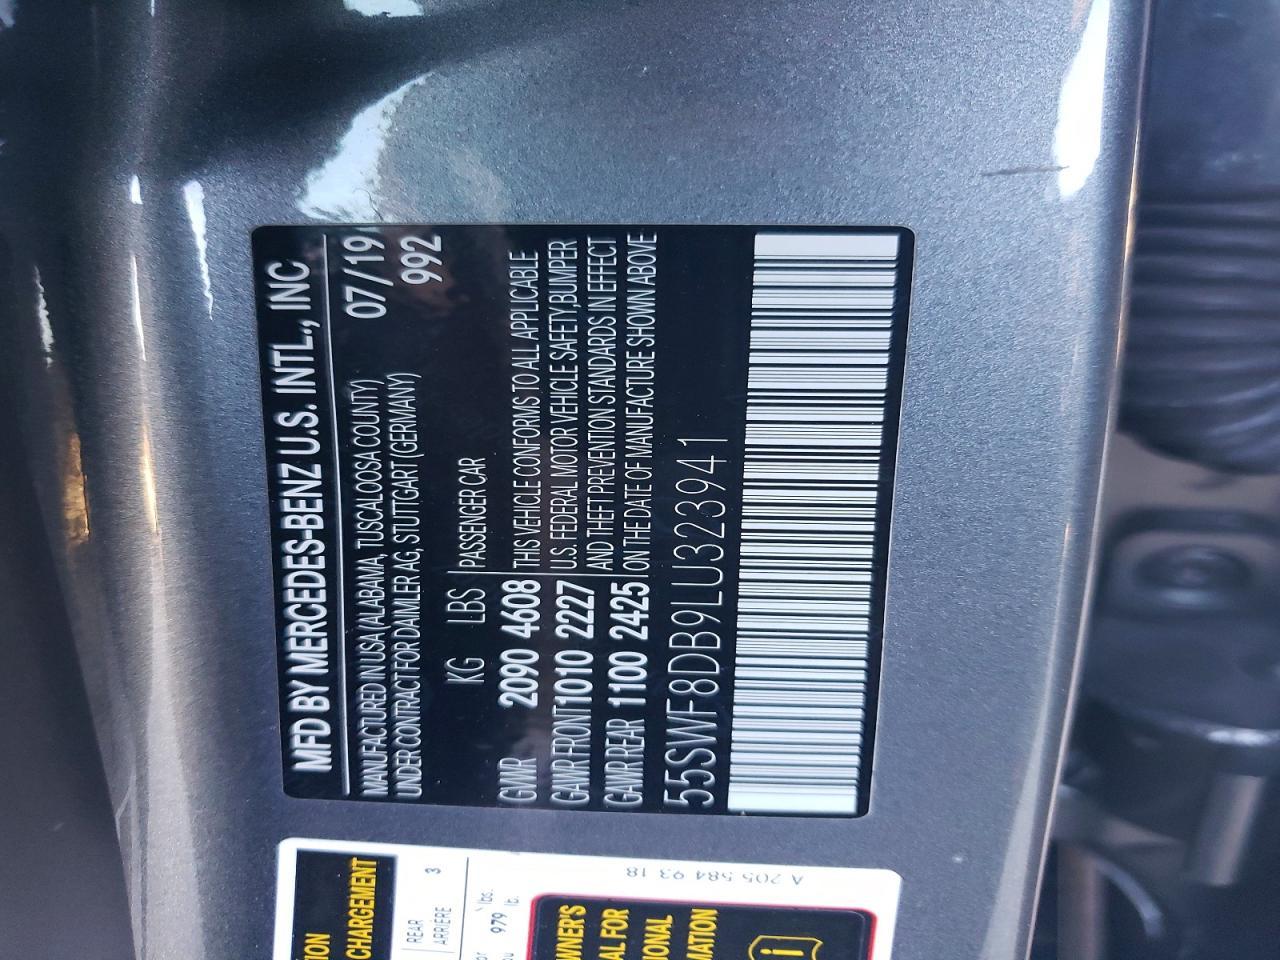 MFD BY MERCEDES-BENZ U.S. INTL., INC
MANUFACTURED IN USA (ALABAMA, TUSCALOOSA COUNTY) 07/19
UNDER CONTRACT FOR DAIMLER AG, STUTTGART (GERMANY) 992
KG LBS PASSENGER CAR
GWR 2090 4608 THIS VEHICLE CONFORMS TO ALL APPLICABLE
GAWR FRONT 1010 2227 U.S. FEDERAL MOTOR VEHICLE SAFETY,BUMPER
GAWR REAR 1100 2425 AND THEFT PREVENTION STANDARDS IN EFFECT
ON THE DATE OF MANUFACTURE SHOWN ABOVE
55SWF8DB9LU323941
CHARGEMENT
REAR 3
ARRIÈRE
979 lbs.
lb.
A 205 584 93 18